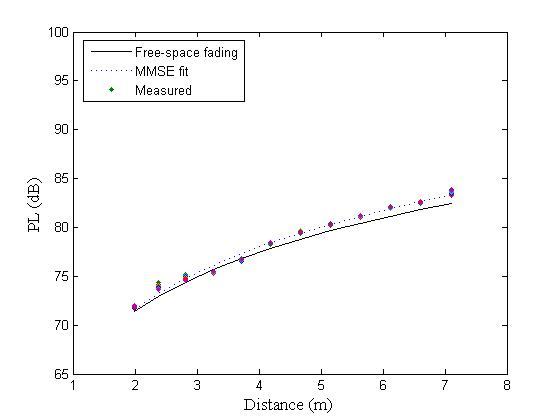 100
95
90
85
80
75
70
65
1 2 3 4 5 6 7 8
PL (dB)
Distance (m)
Free-space fading
MMSE fit
Measured